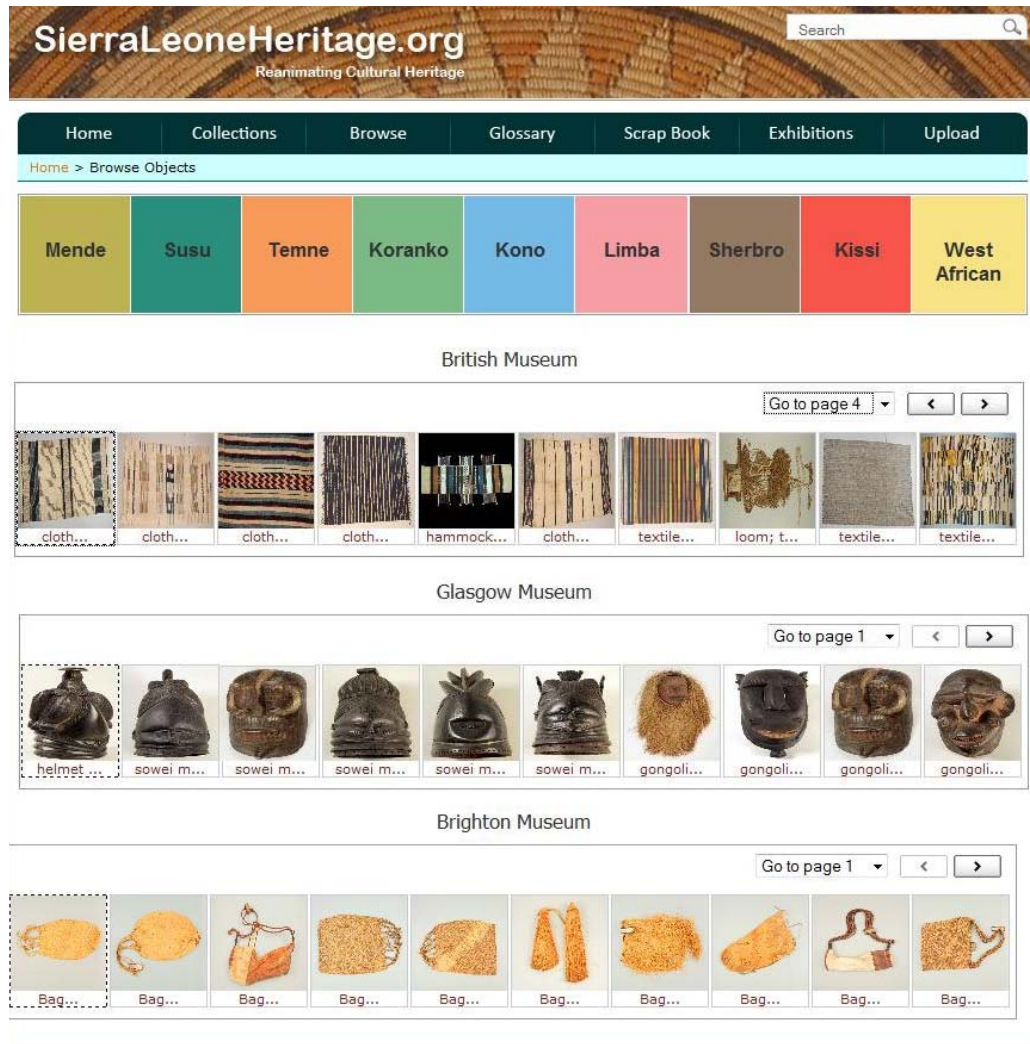 SierraLeoneHeritage.org
Reanimating Cultural Heritage
Search
Home Collections Browse Glossary Scrap Book Exhibitions Upload
Home > Browse Objects
Mende Susu Temne Koranko Kono Limba Sherbro Kissi West African
British Museum
Go to page 4
cloth... cloth... cloth... cloth... hammock... cloth... textile... loom; t... textile... textile...
Glasgow Museum
Go to page 1
helmet ... sowei m... sowei m... sowei m... sowei m... sowei m... gongoli... gongoli... gongoli... gongoli...
Brighton Museum
Go to page 1
Bag... Bag... Bag... Bag... Bag... Bag... Bag... Bag... Bag... Bag...